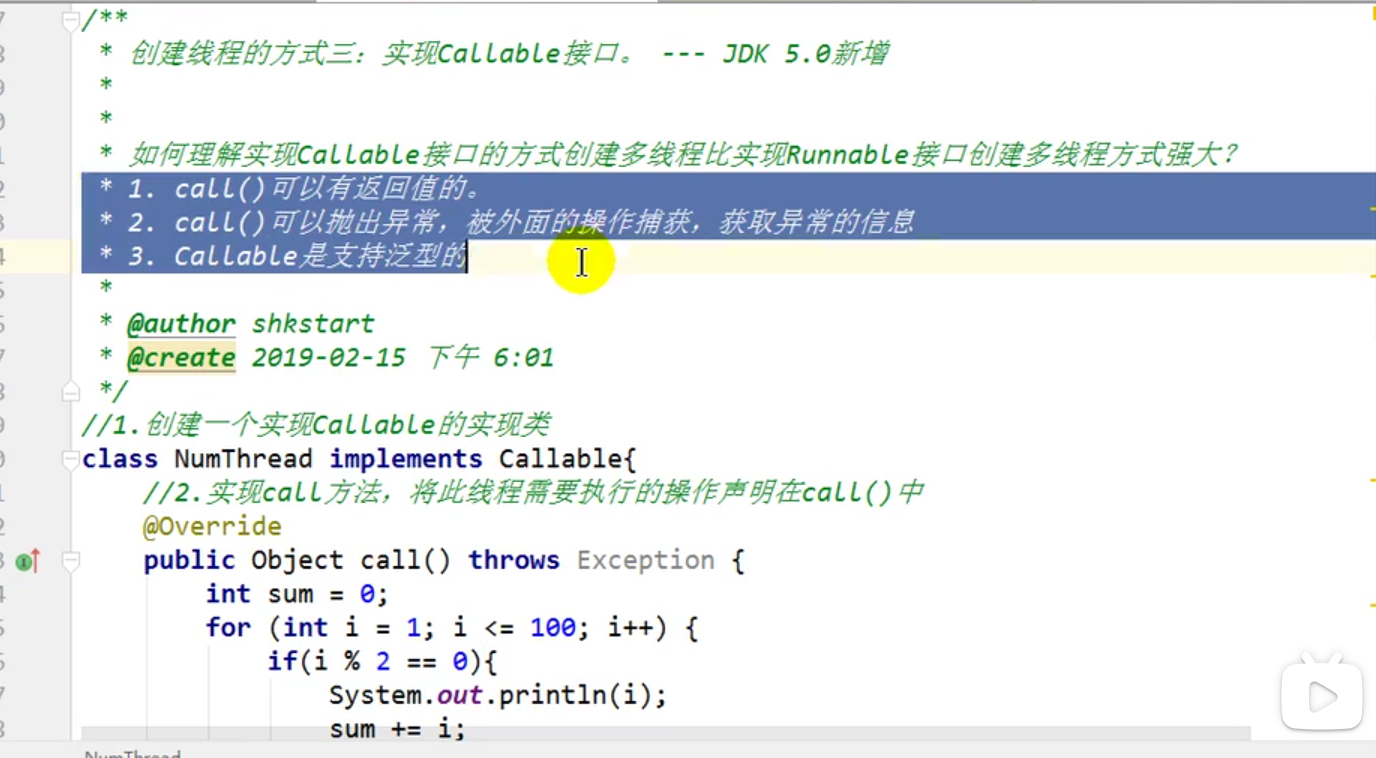 /**
* 创建线程的方式三：实现Callable接口。 --- JDK 5.0新增
*
*
* 如何理解实现Callable接口的方式创建多线程比实现Runnable接口创建多线程方式强大？
* 1. call()可以有返回值的。
* 2. call()可以抛出异常，被外面的操作捕获，获取异常的信息
* 3. Callable是支持泛型的
*
* @author shkstart
* @create 2019-02-15 下午 6:01
*/
//1.创建一个实现Callable的实现类
class NumThread implements Callable{
//2.实现call方法，将此线程需要执行的操作声明在call()中
@Override
public Object call() throws Exception {
int sum = 0;
for (int i = 1; i <= 100; i++) {
if(i % 2 == 0){
System.out.println(i);
sum += i;
NumThread